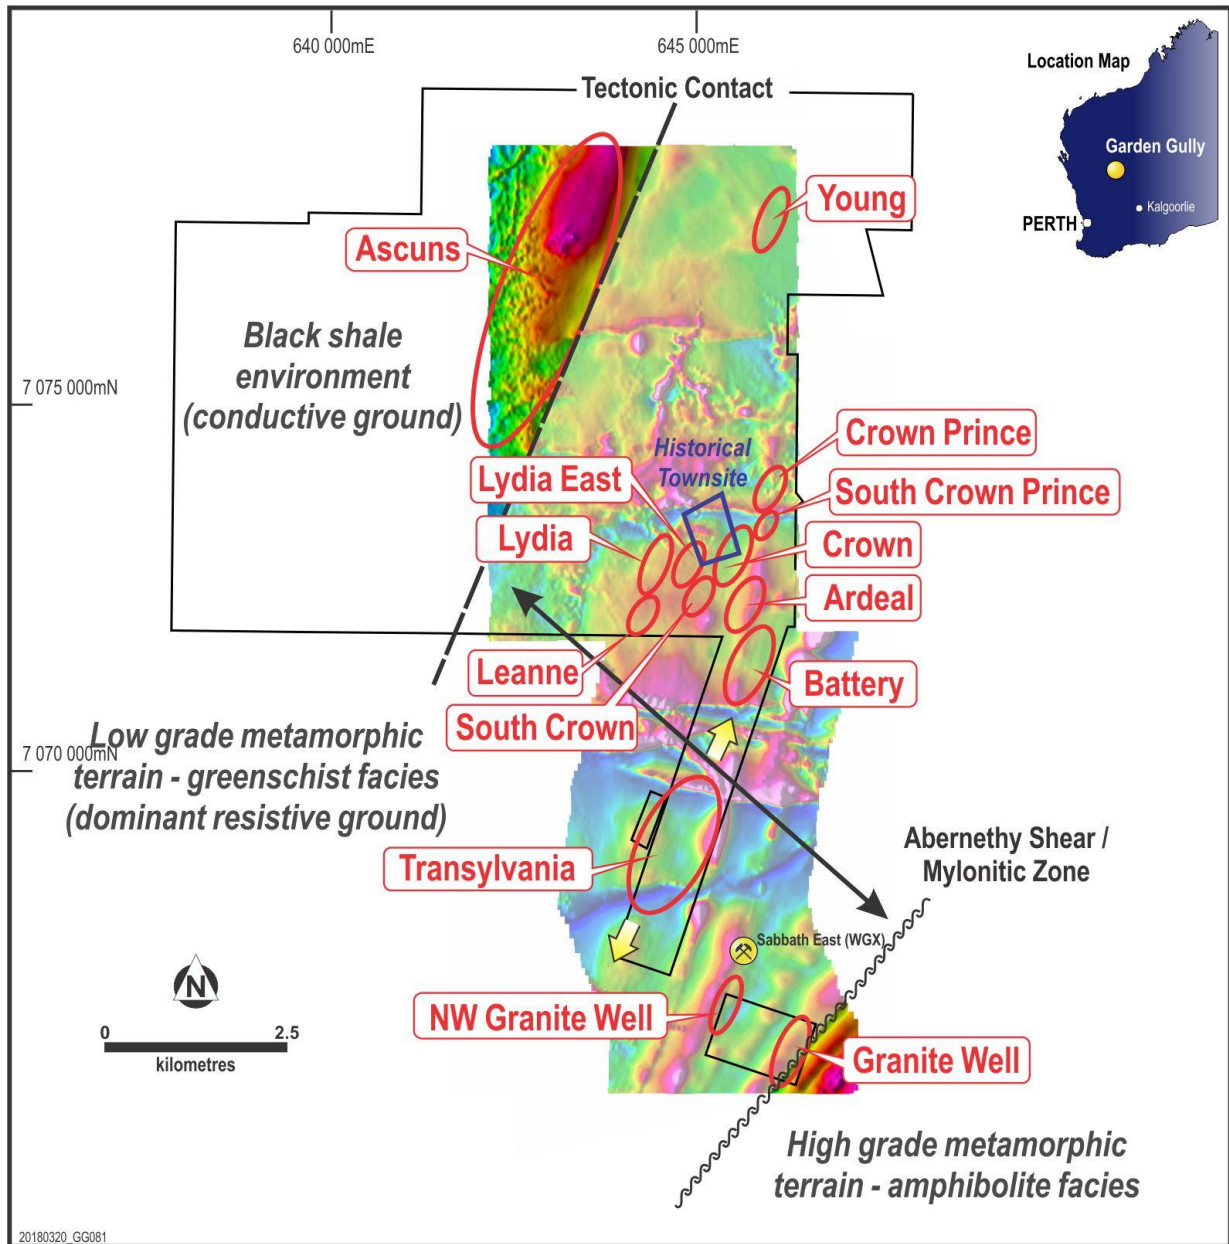 640 000mE
645 000mE
Tectonic Contact
Location Map
Garden Gully
Kalgoorlie
PERTH
Young
Ascuns
Black shale
environment
(conductive ground)
7 075 000mN
Historical
Townsite
Crown Prince
Lydia East
South Crown Prince
Lydia
Crown
Ardeal
Leanne
Battery
South Crown
Low grade metamorphic
terrain - greenschist facies
(dominant resistive ground)
7 070 000mN
Transylvania
Abernethy Shear /
Mylonitic Zone
Sabbath East (WGX)
N
NW Granite Well
Granite Well
0
2.5
kilometres
High grade metamorphic
terrain - amphibolite facies
20180320_GG081